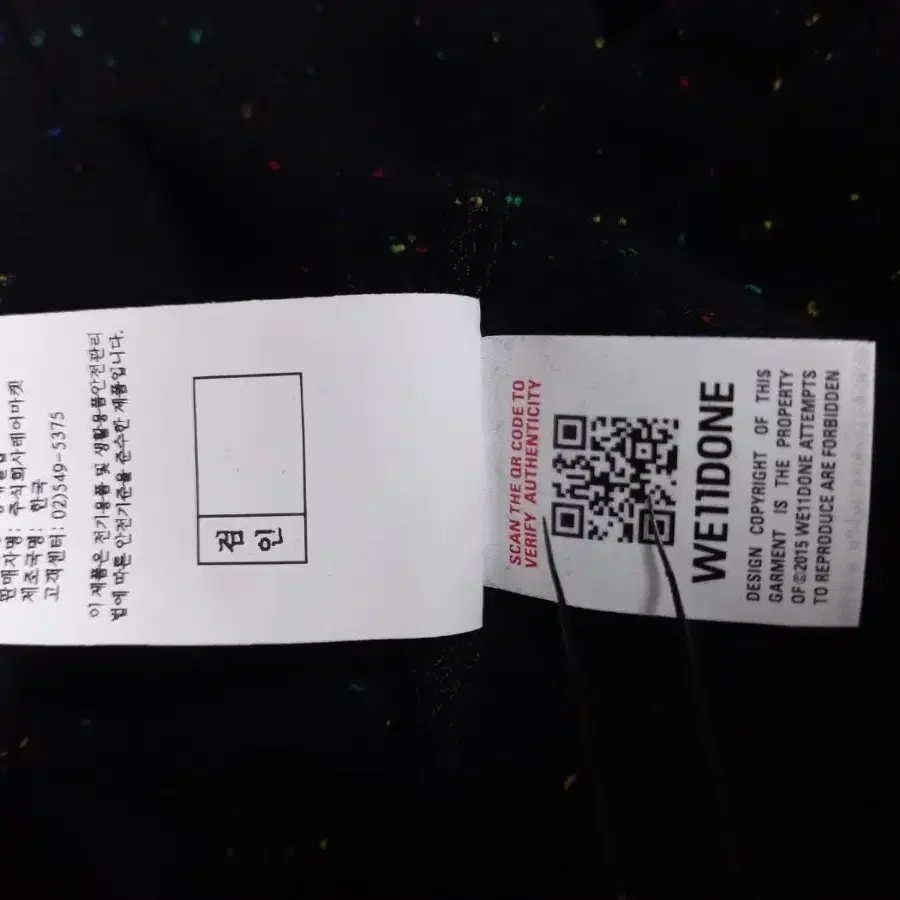 판매자명: 주식회사레어마켓
제조국명: 한국
고객센터: 02)549-5375
이 제품은 전기용품 및 생활용품안전관리
법에 따른 안전기준을 준수한 제품입니다.
검인
SCAN THE QR CODE TO
VERIFY AUTHENTICITY
WE11DONE
DESIGN COPYRIGHT OF THIS
GARMENT IS THE PROPERTY
OF©2015 WE11DONE ATTEMPTS
TO REPRODUCE ARE FORBIDDEN